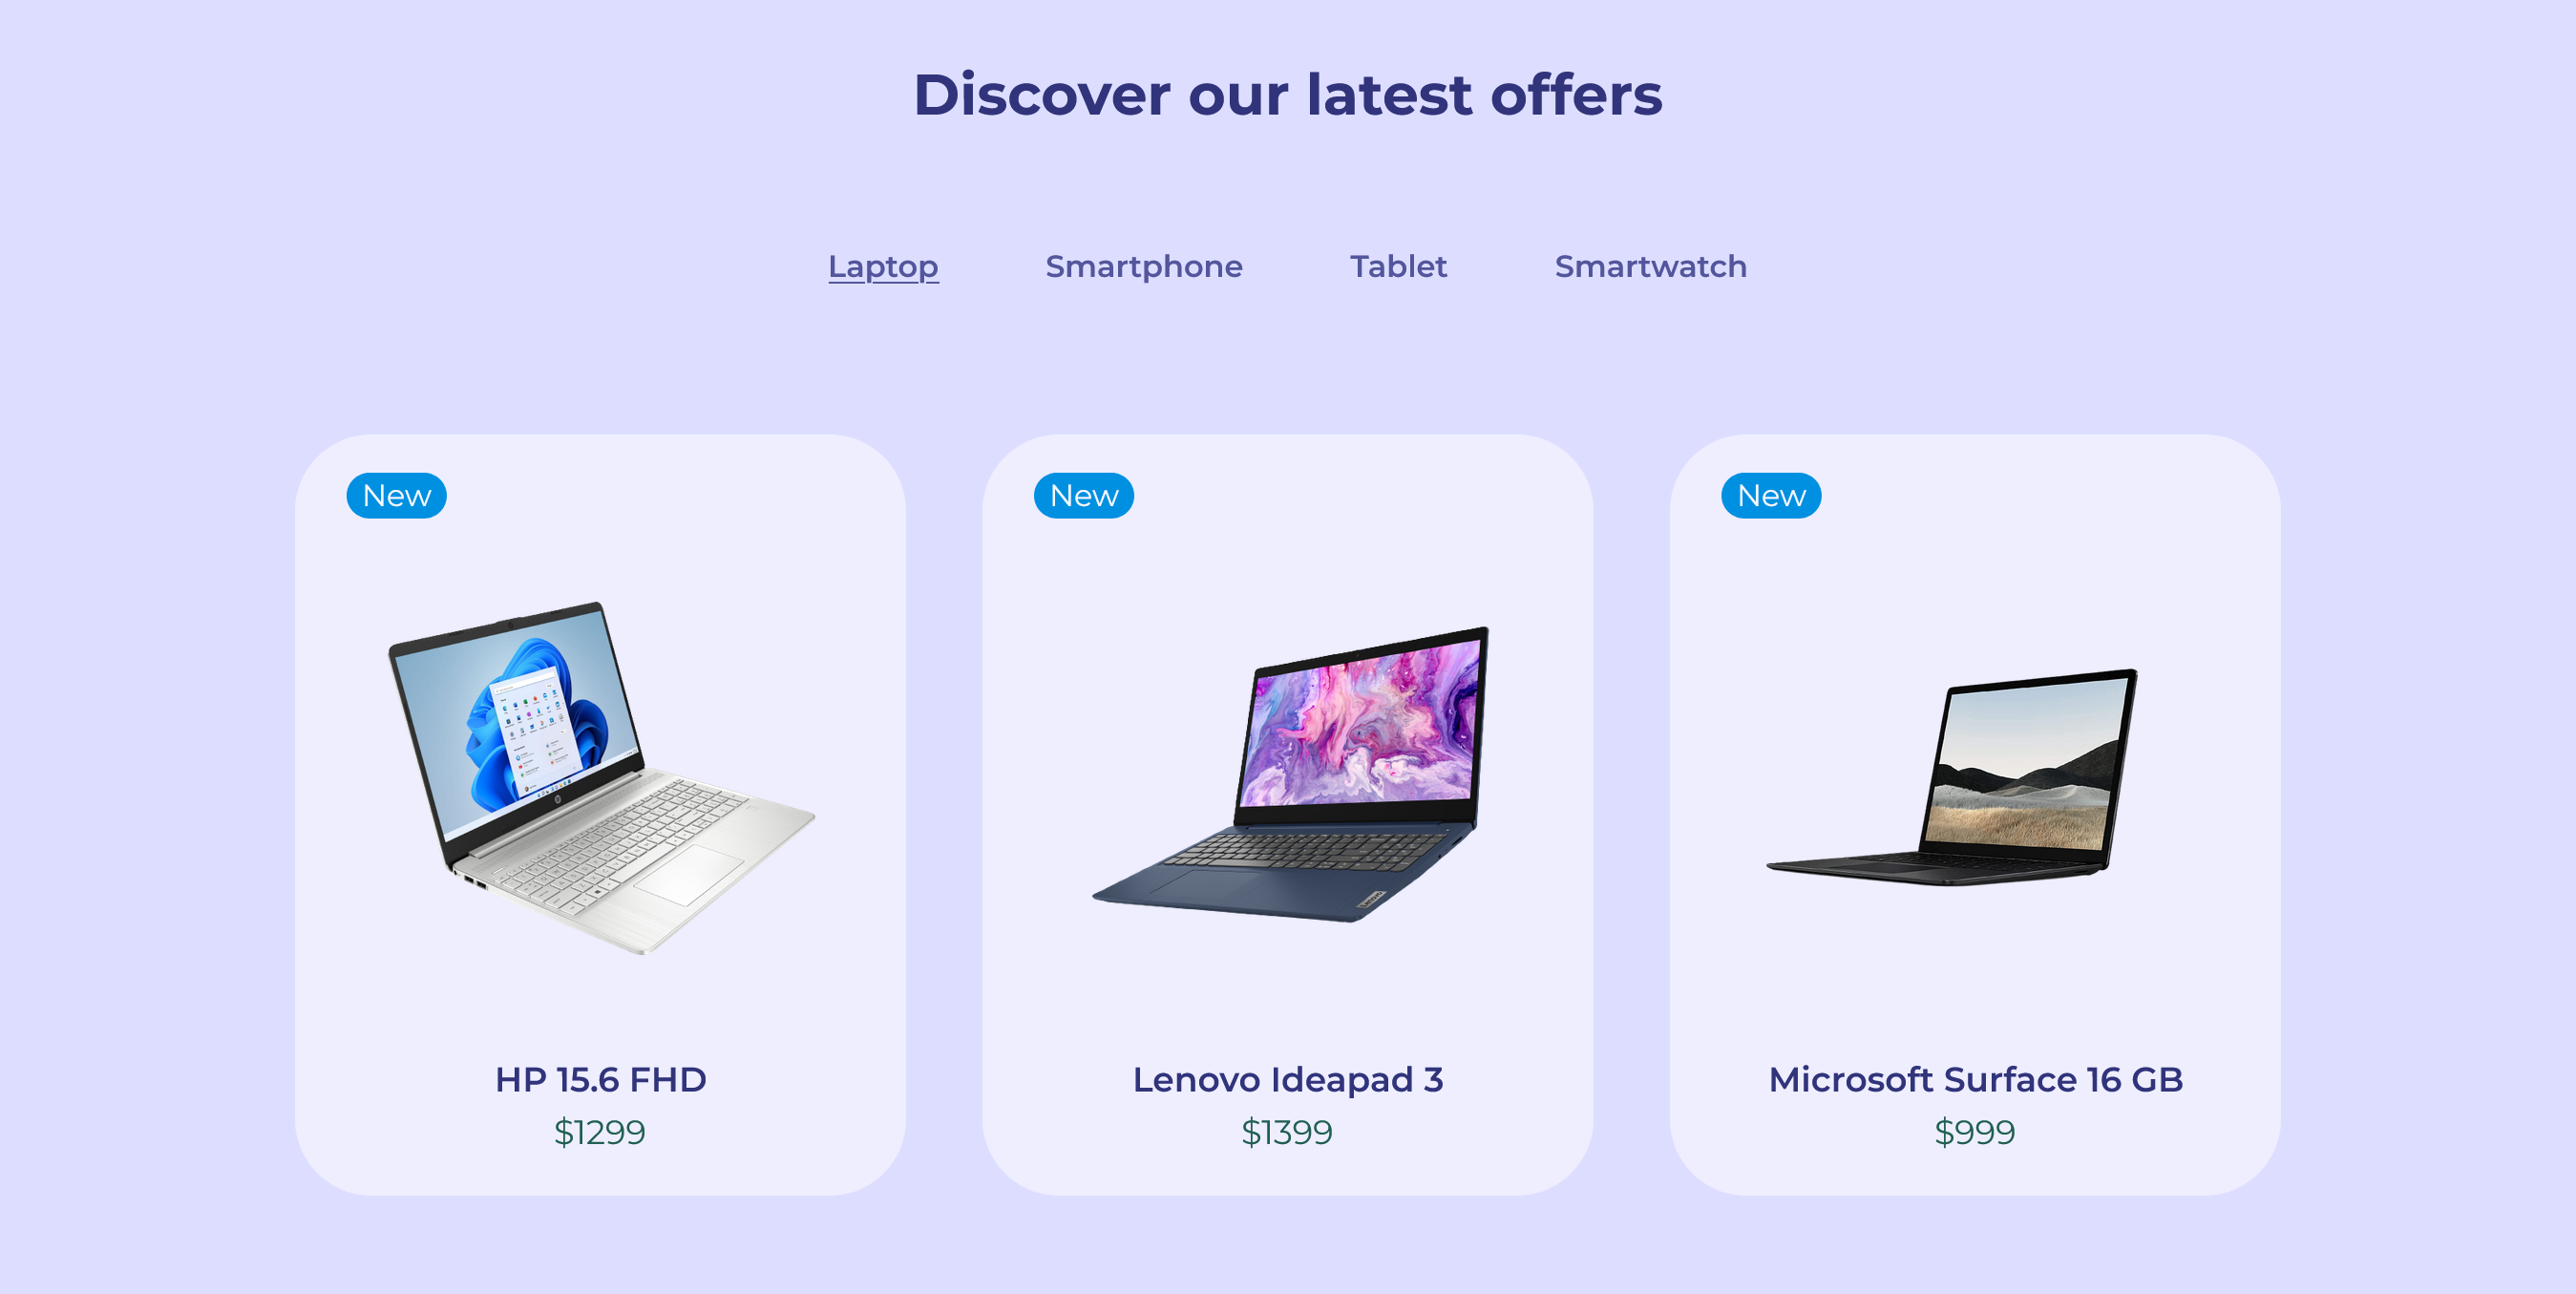 Discover our latest offers
Laptop Smartphone Tablet Smartwatch
New
New
New
HP 15.6 FHD
$1299
Lenovo Ideapad 3
$1399
Microsoft Surface 16 GB
$999